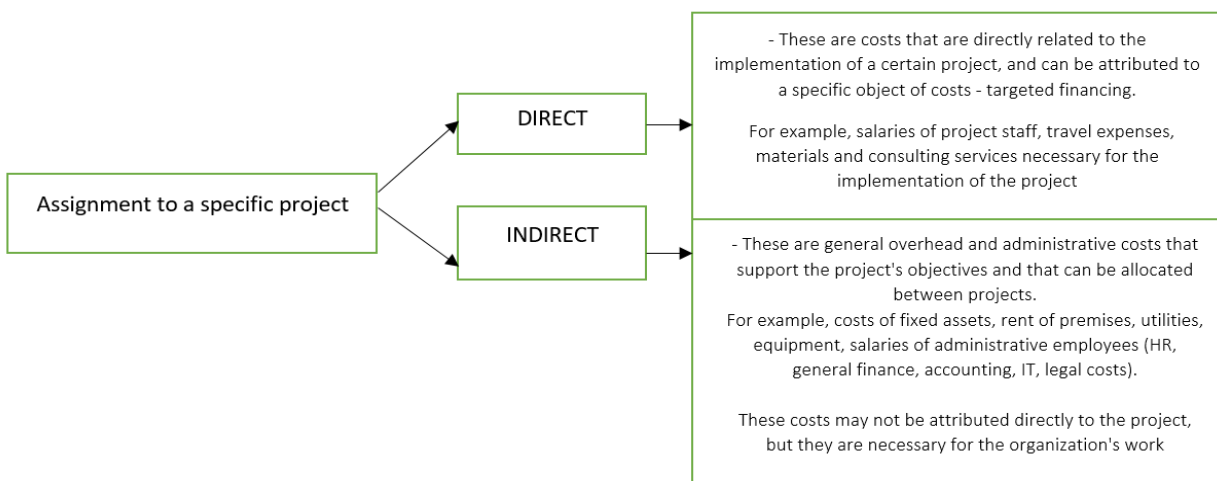 Assignment to a specific project
DIRECT
- These are costs that are directly related to the
implementation of a certain project, and can be attributed to
a specific object of costs - targeted financing.
For example, salaries of project staff, travel expenses,
materials and consulting services necessary for the
implementation of the project
INDIRECT
- These are general overhead and administrative costs that
support the project's objectives and that can be allocated
between projects.
For example, costs of fixed assets, rent of premises, utilities,
equipment, salaries of administrative employees (HR,
general finance, accounting, IT, legal costs).
These costs may not be attributed directly to the project,
but they are necessary for the organization's work